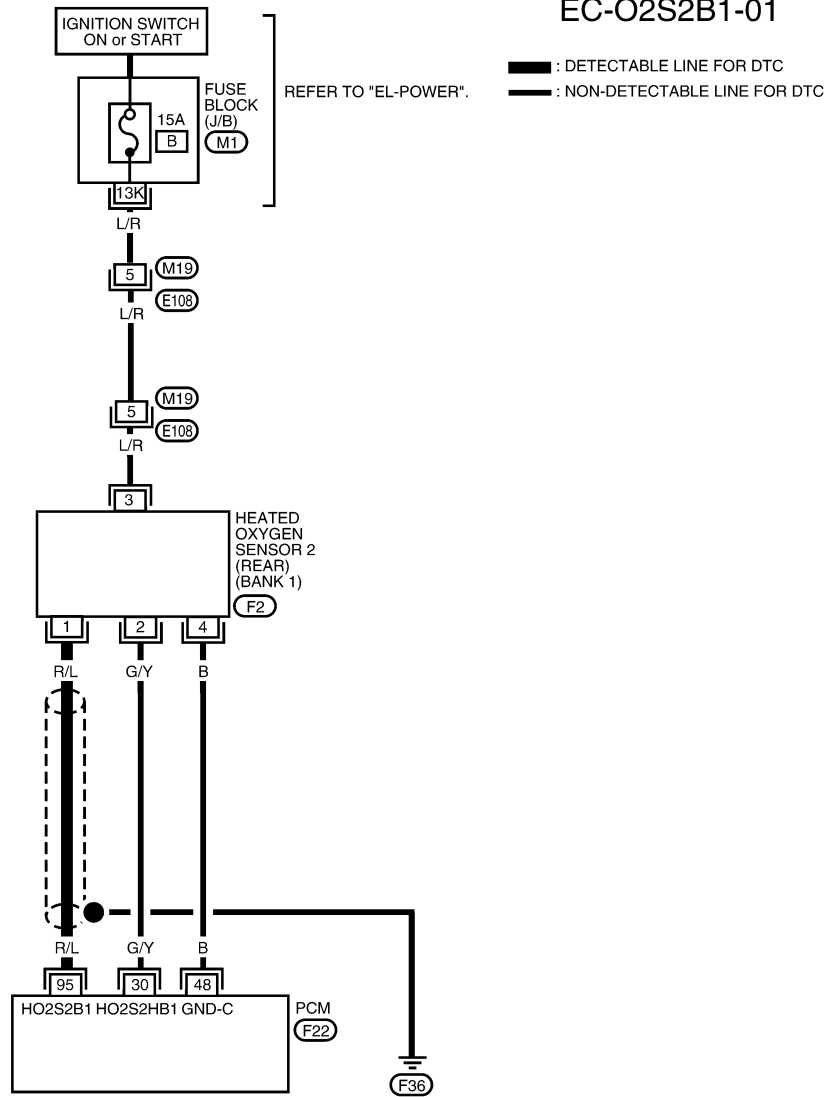 EC-O2S2B1-01
IGNITION SWITCH
ON or START
FUSE
BLOCK
(J/B)
M1
15A
B
REFER TO "EL-POWER".
: DETECTABLE LINE FOR DTC
: NON-DETECTABLE LINE FOR DTC
13K
L/R
5
M19
E108
L/R
5
M19
E108
L/R
3
HEATED
OXYGEN
SENSOR 2
(REAR)
(BANK 1)
F2
1 2 4
R/L G/Y B
R/L G/Y B
95 30 48
HO2S2B1 HO2S2HB1 GND-C
PCM
F22
F36